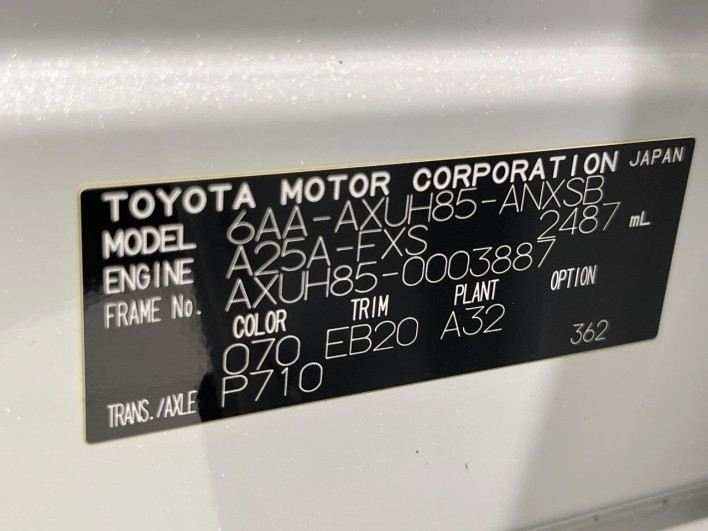 TOYOTA MOTOR CORPORATION JAPAN
MODEL 6AA-AXUH85-ANXSB
ENGINE A25A-FXS 2487 mL
FRAME No. AXUH85-0003887
COLOR TRIM PLANT OPTION
070 EB20 A32 362
TRANS./AXLE P710